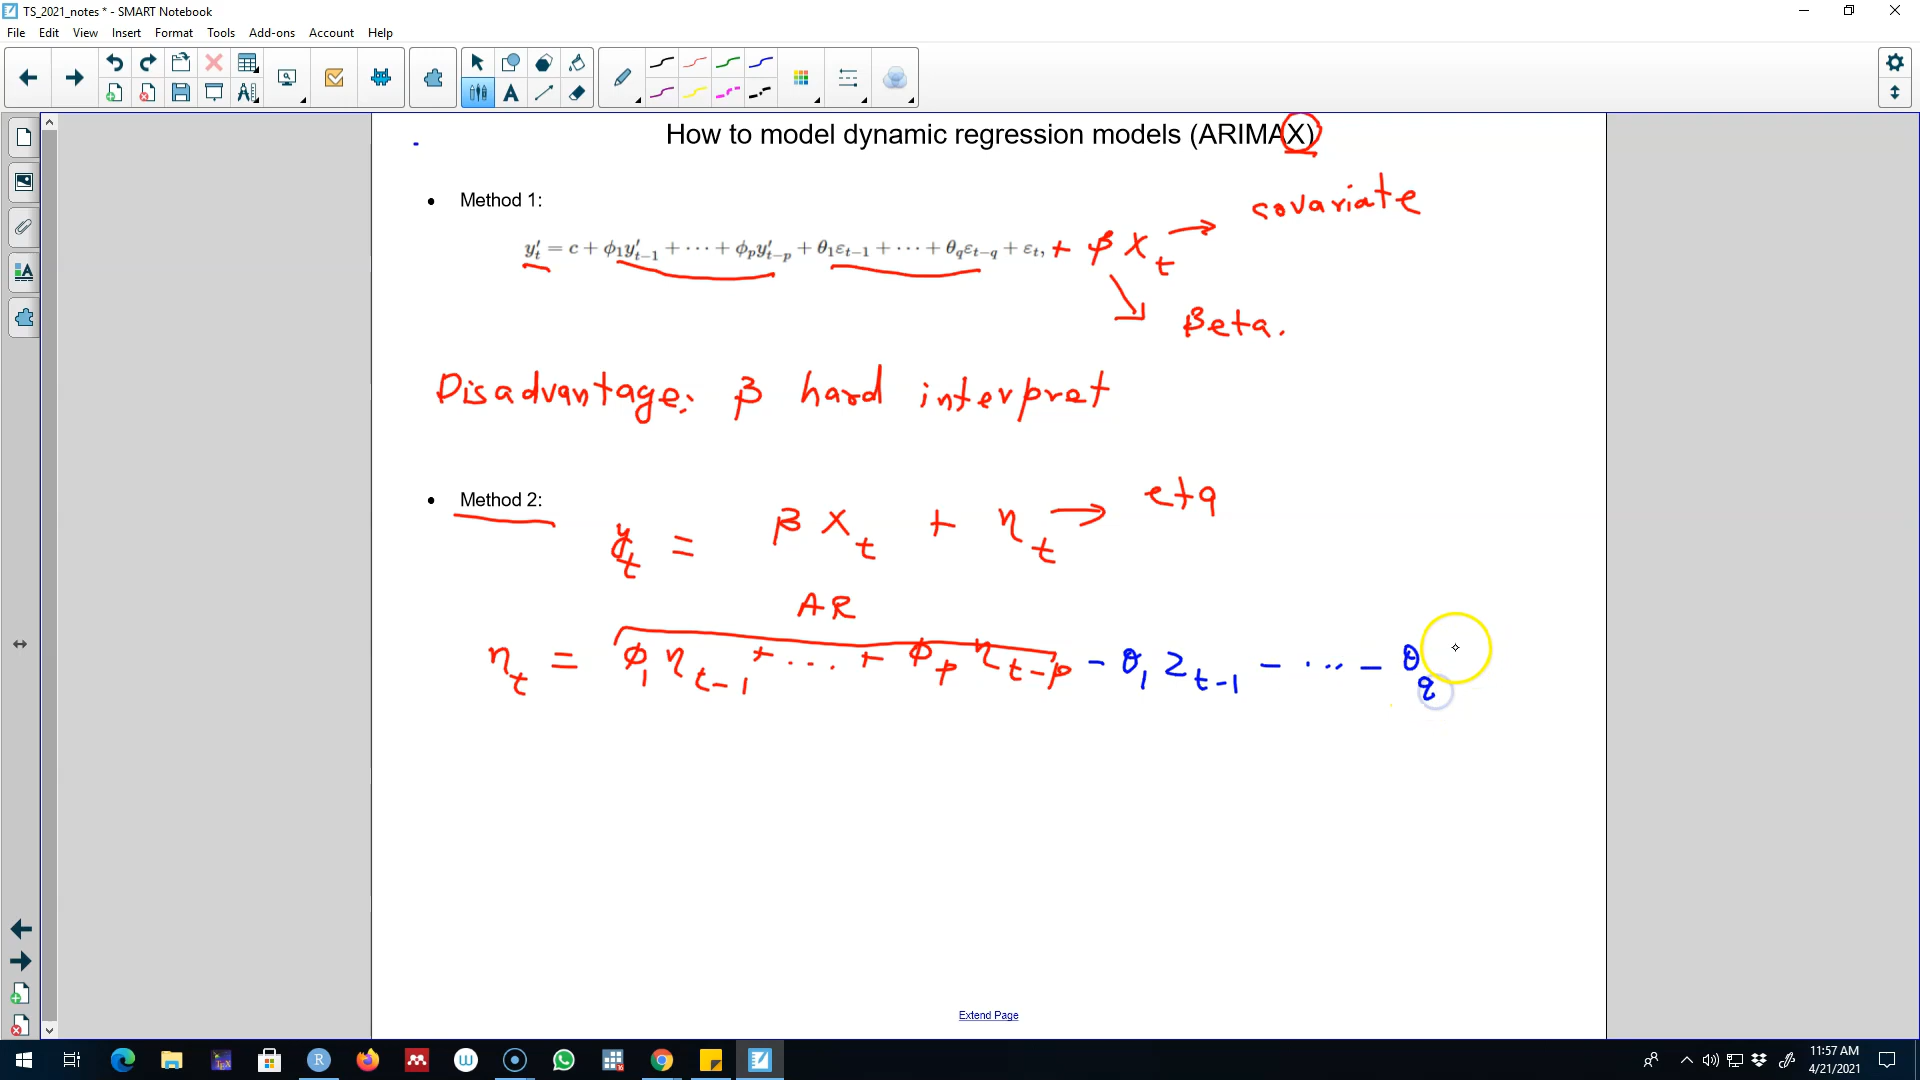 TS_2021_notes * - SMART Notebook
File Edit View Insert Format Tools Add-ons Account Help
How to model dynamic regression models (ARIMAX)
• Method 1:
covariate
y′ₜ = c + ϕ₁y′ₜ₋₁ + ⋯ + ϕₚy′ₜ₋ₚ + θ₁εₜ₋₁ + ⋯ + θqεₜ₋q + εₜ, + β Xₜ →
Beta.
Disadvantage: β hard interpret
• Method 2:
yₜ = β Xₜ + ηₜ → eta
AR
ηₜ = ϕ₁ ηₜ₋₁ + ... + ϕₚ ηₜ₋ₚ - θ₁ Zₜ₋₁ - ... - θq
Extend Page
11:57 AM
4/21/2021